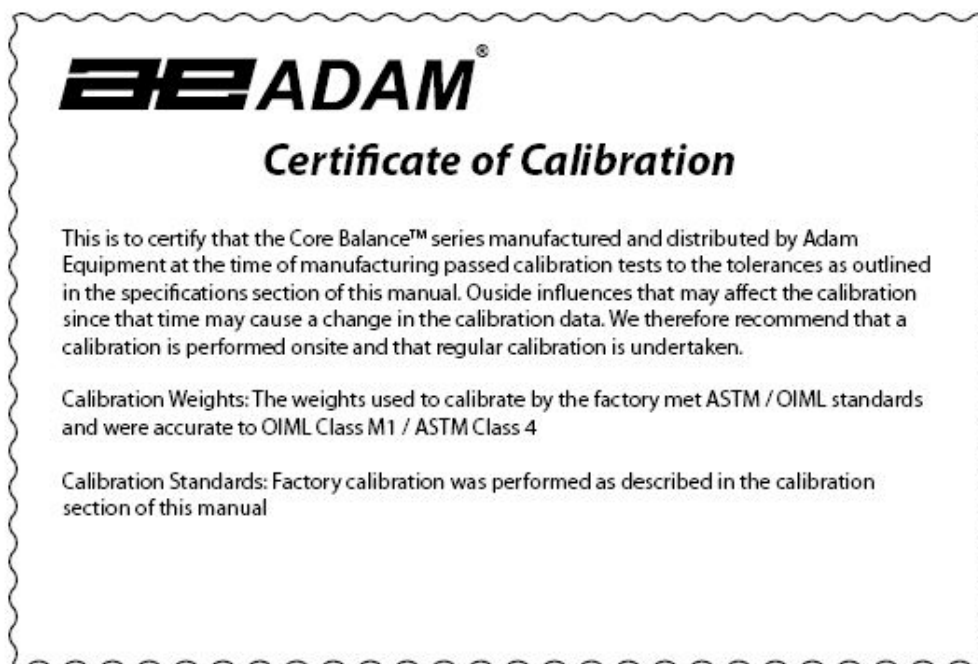 ae ADAM®
Certificate of Calibration
This is to certify that the Core Balance™ series manufactured and distributed by Adam
Equipment at the time of manufacturing passed calibration tests to the tolerances as outlined
in the specifications section of this manual. Ouside influences that may affect the calibration
since that time may cause a change in the calibration data. We therefore recommend that a
calibration is performed onsite and that regular calibration is undertaken.
Calibration Weights: The weights used to calibrate by the factory met ASTM / OIML standards
and were accurate to OIML Class M1 / ASTM Class 4
Calibration Standards: Factory calibration was performed as described in the calibration
section of this manual